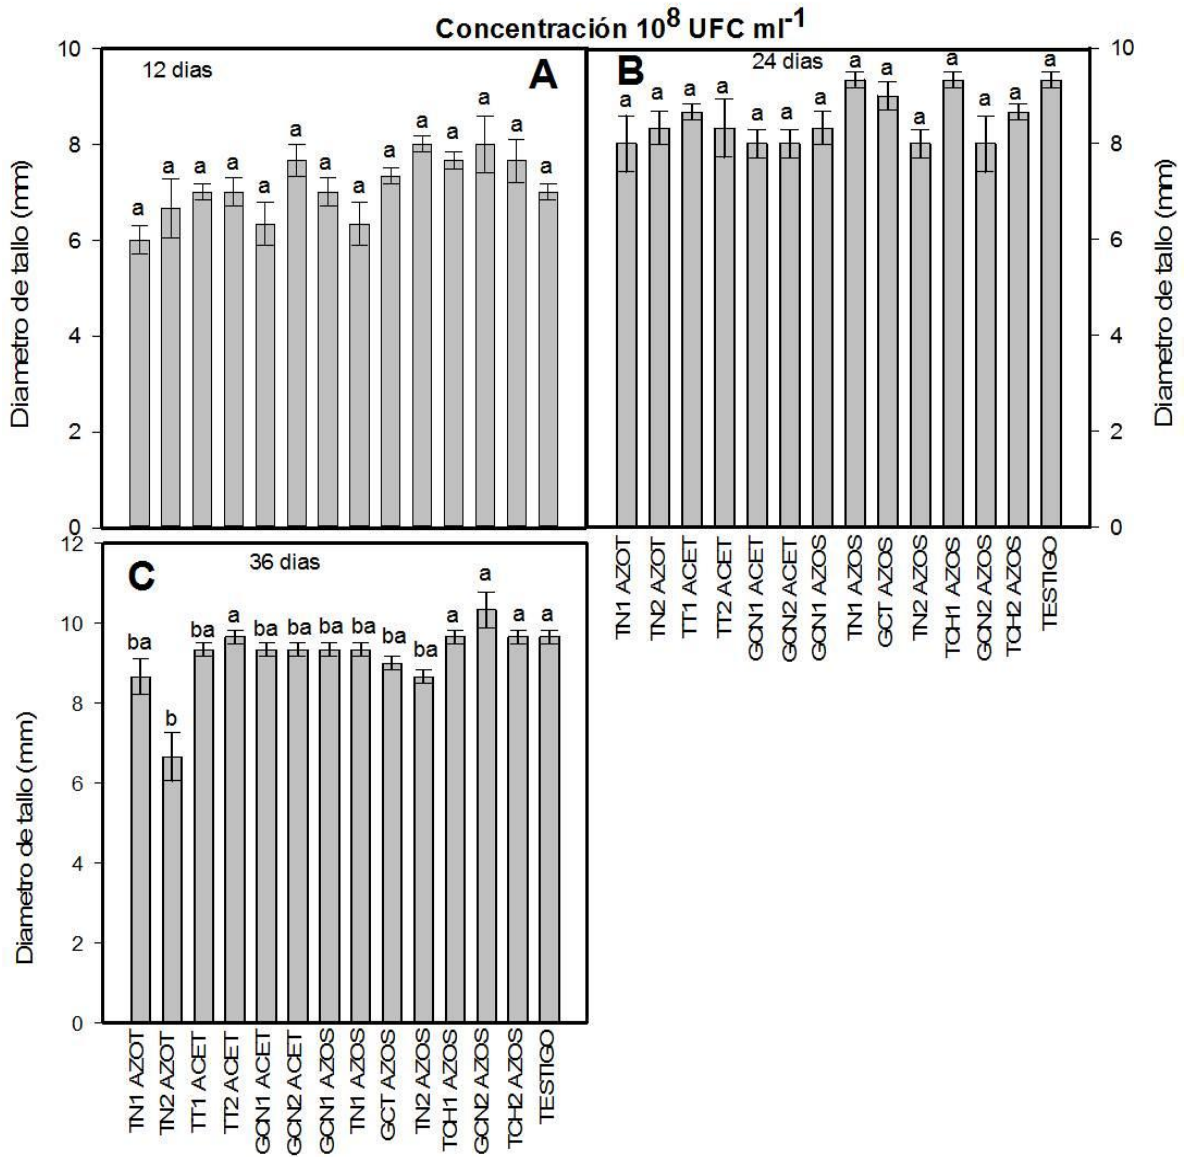 Concentración 10^8 UFC ml^-1
12 dias
A
Diametro de tallo (mm)
10
8
6
4
2
0
a a a a a a a a a a a a a a
B
24 dias
a a a a a a a a a a a a a a
10
8
6
4
2
0
Diametro de tallo (mm)
TN1 AZOT
TN2 AZOT
TT1 ACET
TT2 ACET
GCN1 ACET
GCN2 ACET
GCN1 AZOS
TN1 AZOS
GCT AZOS
TN2 AZOS
TCH1 AZOS
GCN2 AZOS
TCH2 AZOS
TESTIGO
C
36 dias
Diametro de tallo (mm)
12
10
8
6
4
2
0
ba b ba a ba ba ba ba ba ba a a a a
TN1 AZOT
TN2 AZOT
TT1 ACET
TT2 ACET
GCN1 ACET
GCN2 ACET
GCN1 AZOS
TN1 AZOS
GCT AZOS
TN2 AZOS
TCH1 AZOS
GCN2 AZOS
TCH2 AZOS
TESTIGO